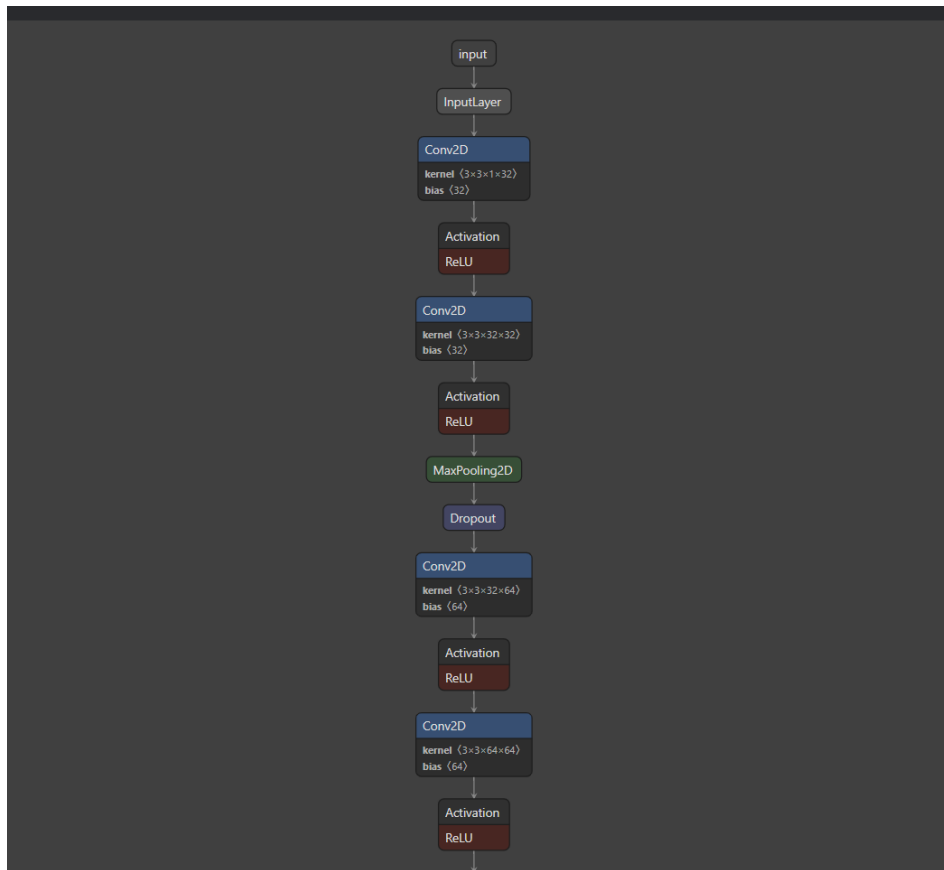 input
InputLayer
Conv2D
kernel ⟨3×3×1×32⟩
bias ⟨32⟩
Activation
ReLU
Conv2D
kernel ⟨3×3×32×32⟩
bias ⟨32⟩
Activation
ReLU
MaxPooling2D
Dropout
Conv2D
kernel ⟨3×3×32×64⟩
bias ⟨64⟩
Activation
ReLU
Conv2D
kernel ⟨3×3×64×64⟩
bias ⟨64⟩
Activation
ReLU